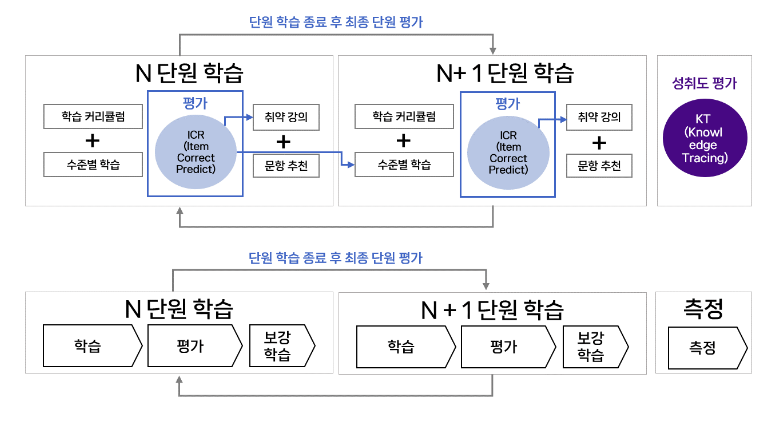 단원 학습 종료 후 최종 단원 평가
N 단원 학습
학습 커리큘럼
+
수준별 학습
평가
ICR
(Item
Correct
Predict)
취약 강의
+
문항 추천
N+ 1 단원 학습
학습 커리큘럼
+
수준별 학습
평가
ICR
(Item
Correct
Predict)
취약 강의
+
문항 추천
성취도 평가
KT
(Knowl
edge
Tracing)
단원 학습 종료 후 최종 단원 평가
N 단원 학습
학습
평가
보강
학습
N + 1 단원 학습
학습
평가
보강
학습
측정
측정